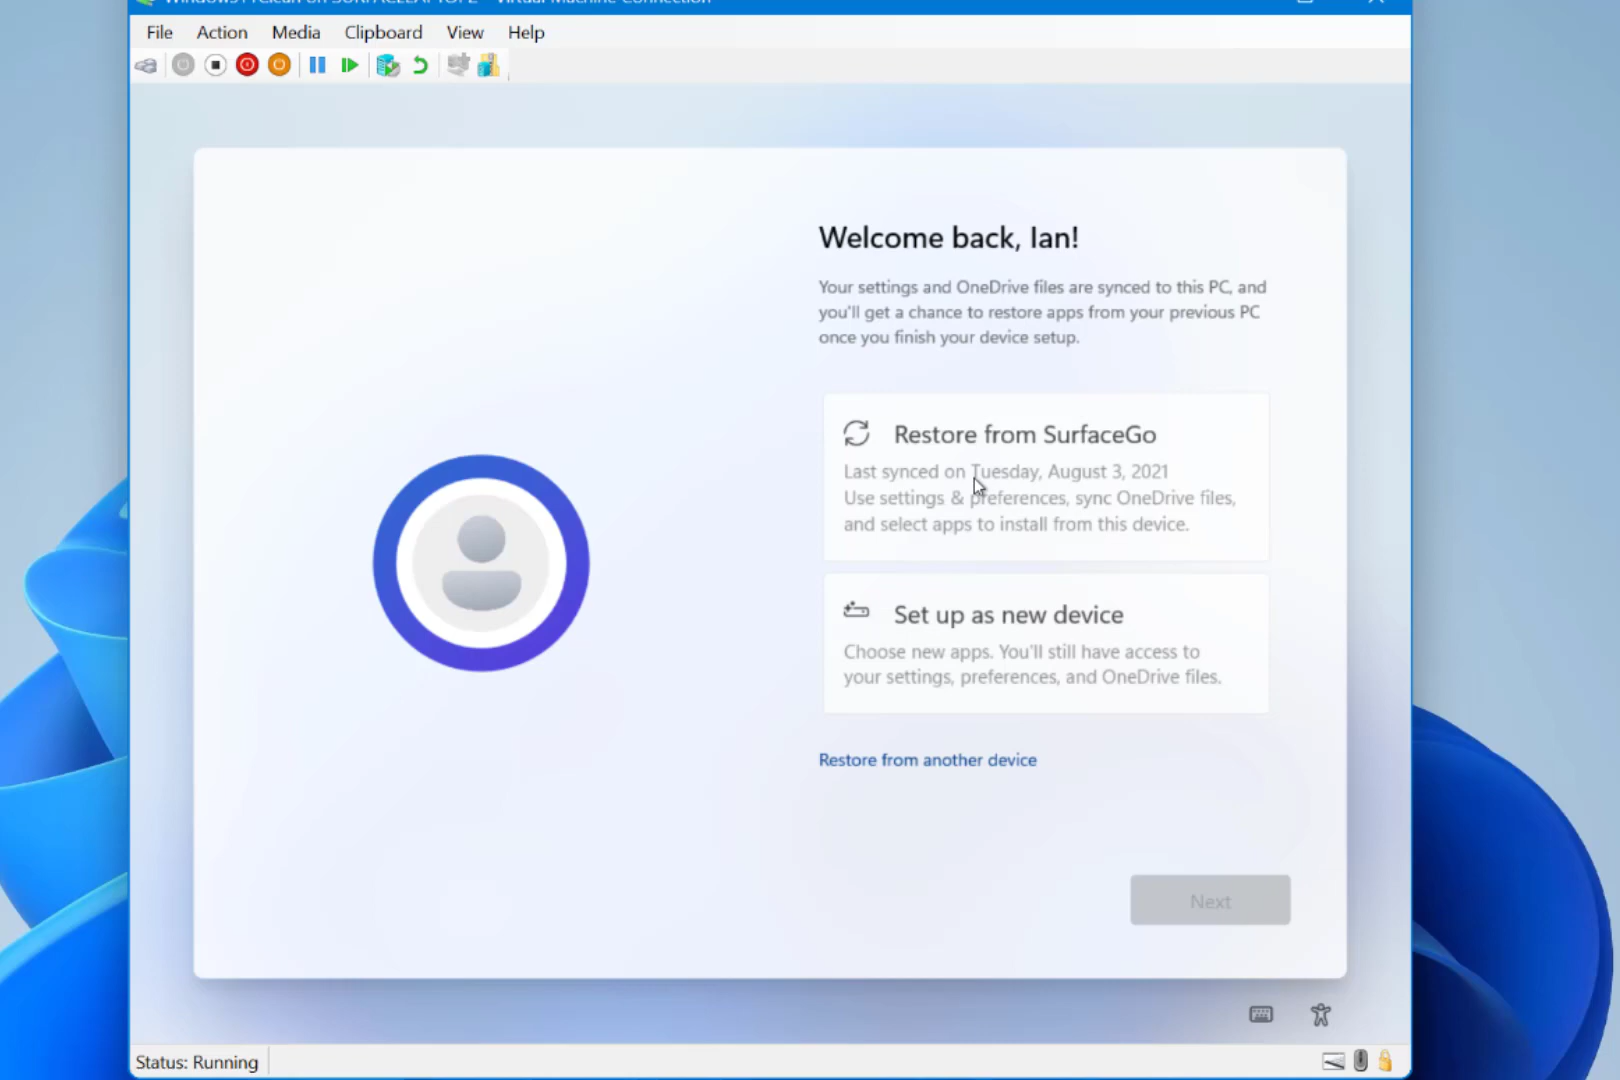 Virtual Machine Connection
File Action Media Clipboard View Help
Welcome back, Ian!
Your settings and OneDrive files are synced to this PC, and
you'll get a chance to restore apps from your previous PC
once you finish your device setup.
Restore from SurfaceGo
Last synced on Tuesday, August 3, 2021
Use settings & preferences, sync OneDrive files,
and select apps to install from this device.
Set up as new device
Choose new apps. You'll still have access to
your settings, preferences, and OneDrive files.
Restore from another device
Next
Status: Running